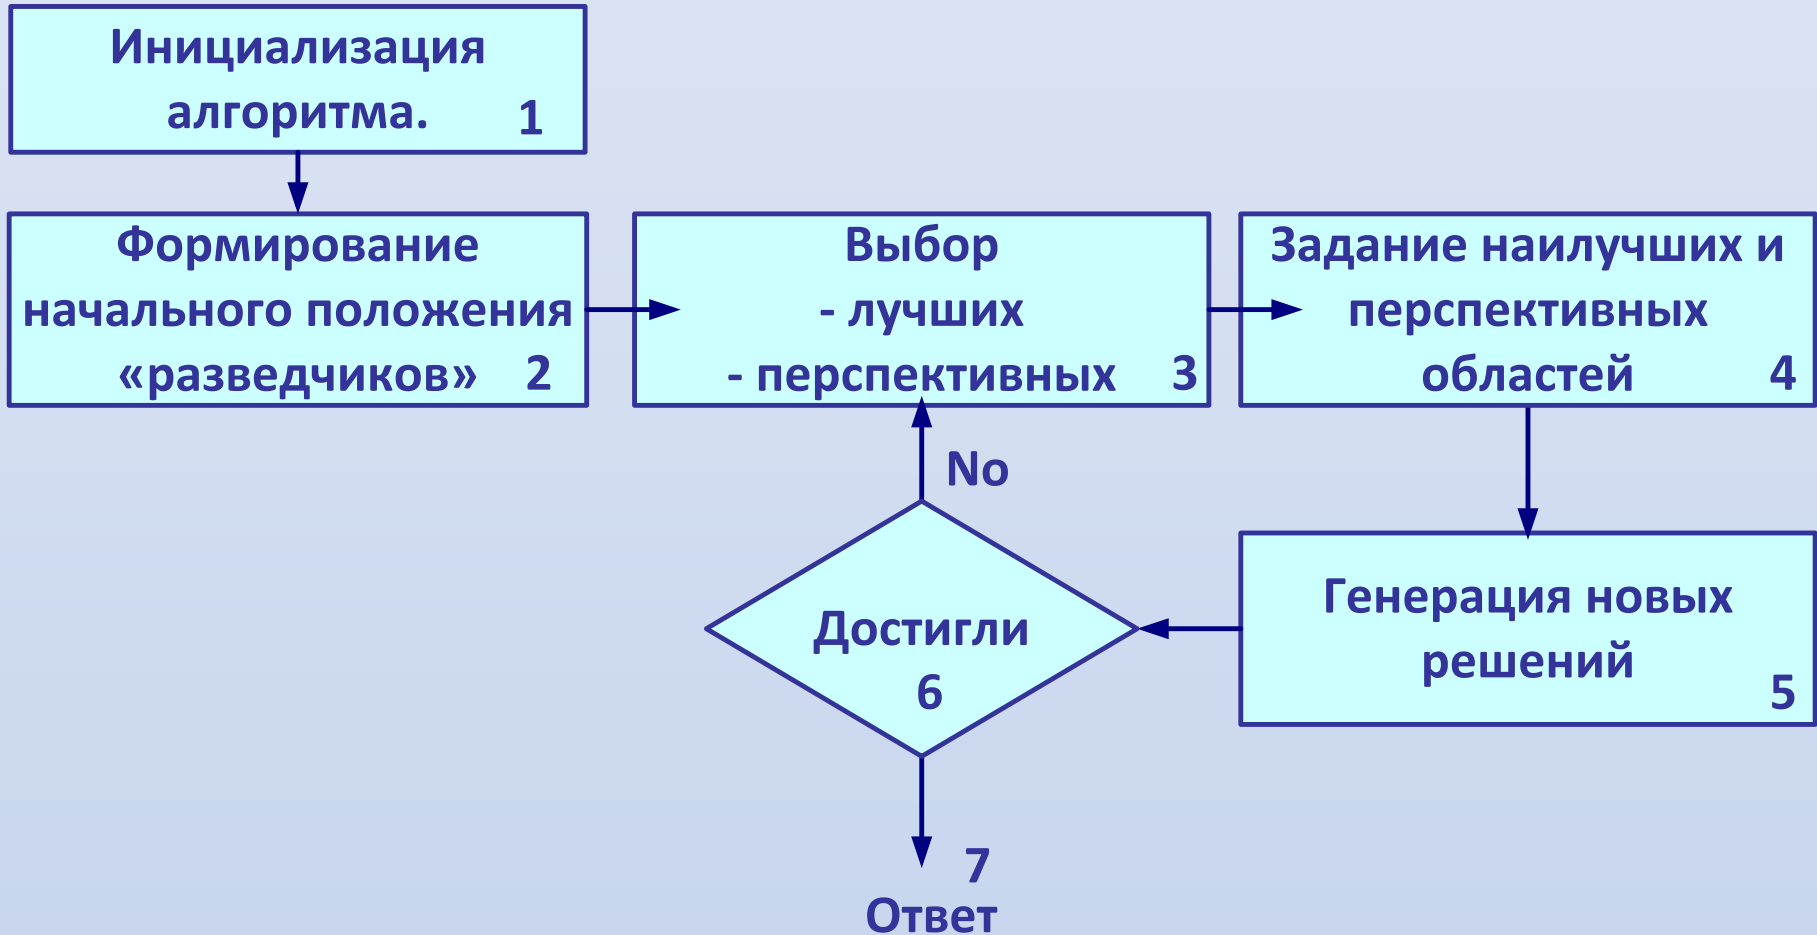 Инициализация
алгоритма. 1
Формирование
начального положения
«разведчиков» 2
Выбор
- лучших
- перспективных 3
Задание наилучших и
перспективных
областей 4
Генерация новых
решений
5
Достигли
6
No
7
Ответ